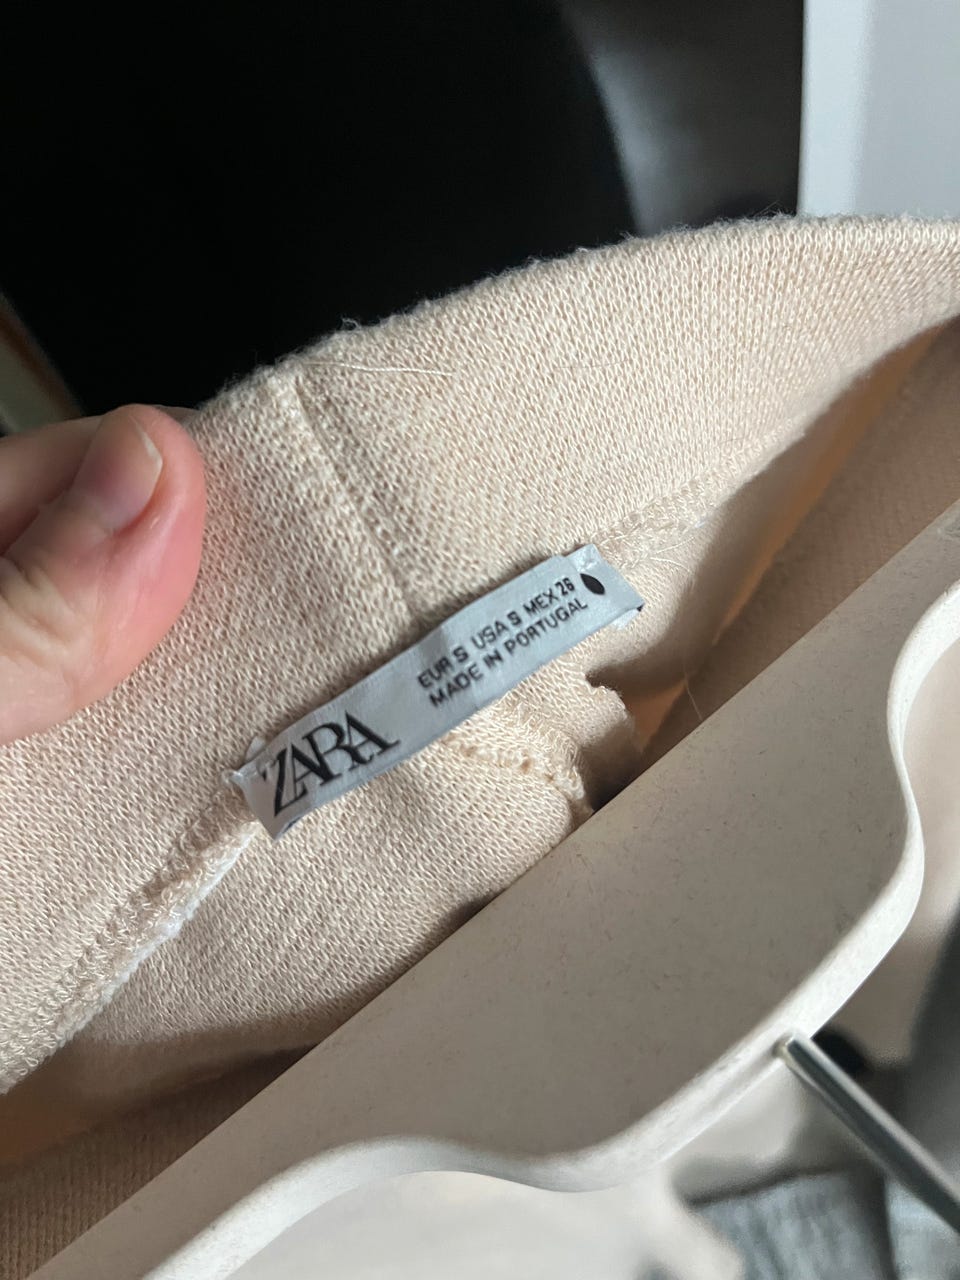 ZARA
EUR S USA S MEX 26
MADE IN PORTUGAL